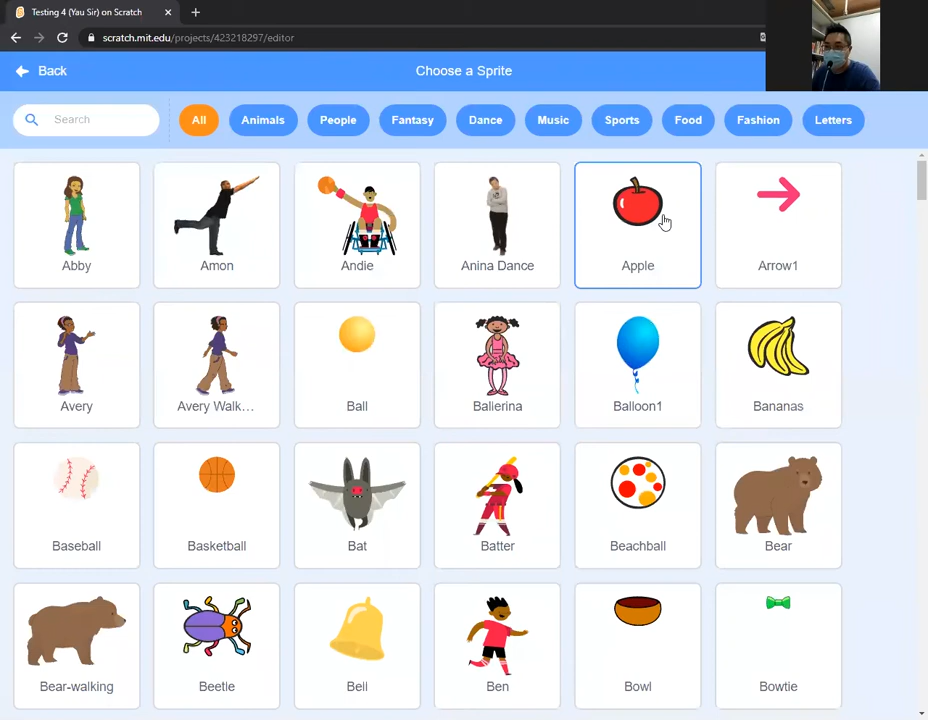 Testing 4 (Yau Sir) on Scratch
scratch.mit.edu/projects/423218297/editor
Back
Choose a Sprite
Search
All
Animals
People
Fantasy
Dance
Music
Sports
Food
Fashion
Letters
Abby
Amon
Andie
Anina Dance
Apple
Arrow1
Avery
Avery Walk...
Ball
Ballerina
Balloon1
Bananas
Baseball
Basketball
Bat
Batter
Beachball
Bear
Bear-walking
Beetle
Bell
Ben
Bowl
Bowtie